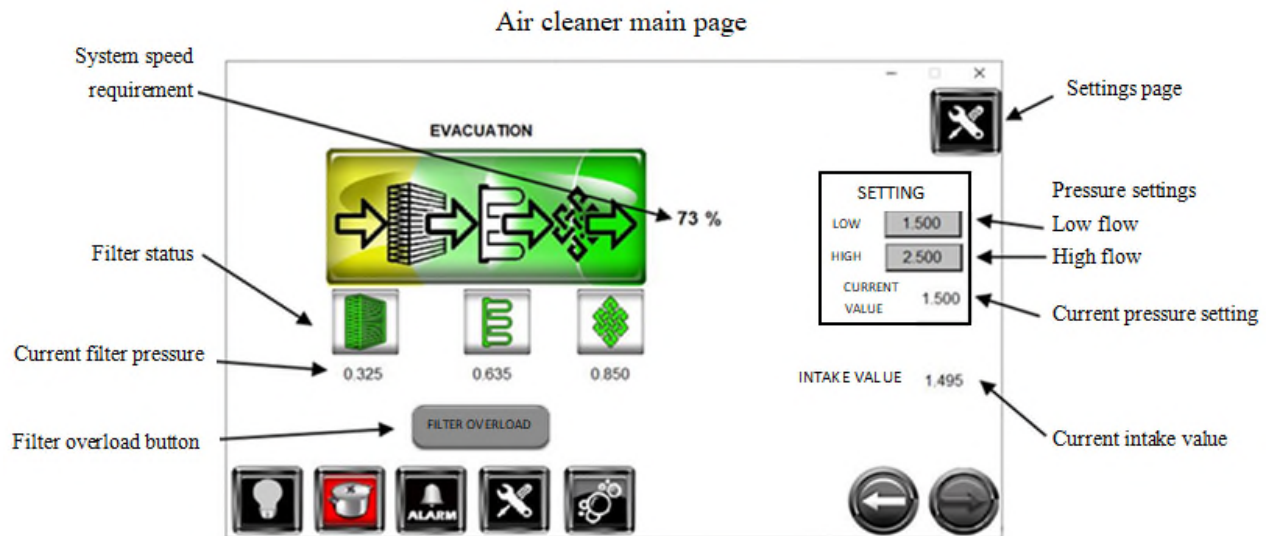 Air cleaner main page
System speed
requirement
Settings page
EVACUATION
SETTING
Pressure settings
73 %
LOW 1.500
Low flow
Filter status
HIGH 2.500
High flow
CURRENT
VALUE
1.500
Current pressure setting
Current filter pressure
0.325 0.635 0.850
INTAKE VALUE 1.495
Filter overload button
FILTER OVERLOAD
Current intake value
ALARM